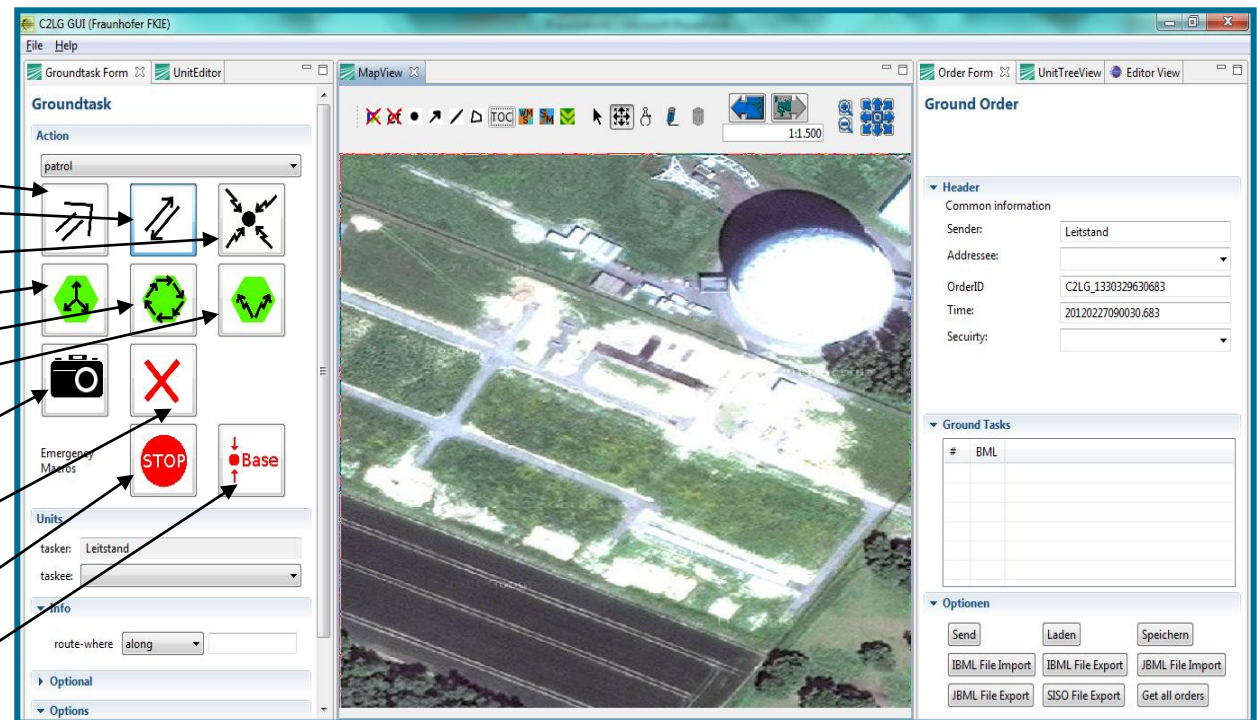 C2LG GUI (Fraunhofer FKIE)
File Help
Groundtask Form UnitEditor
Groundtask
Action
patrol
STOP
Base
Emergency
Macros
Units
tasker: Leitstand
taskee:
Info
route-where along
Optional
Options
MapView
TOC WMS SM
1:1.500
Order Form UnitTreeView Editor View
Ground Order
Header
Common information
Sender: Leitstand
Addressee:
OrderID C2LG_1330329630683
Time: 20120227090030.683
Secuirty:
Ground Tasks
# BML
Optionen
Send Laden Speichern
IBML File Import IBML File Export JBML File Import
JBML File Export SISO File Export Get all orders